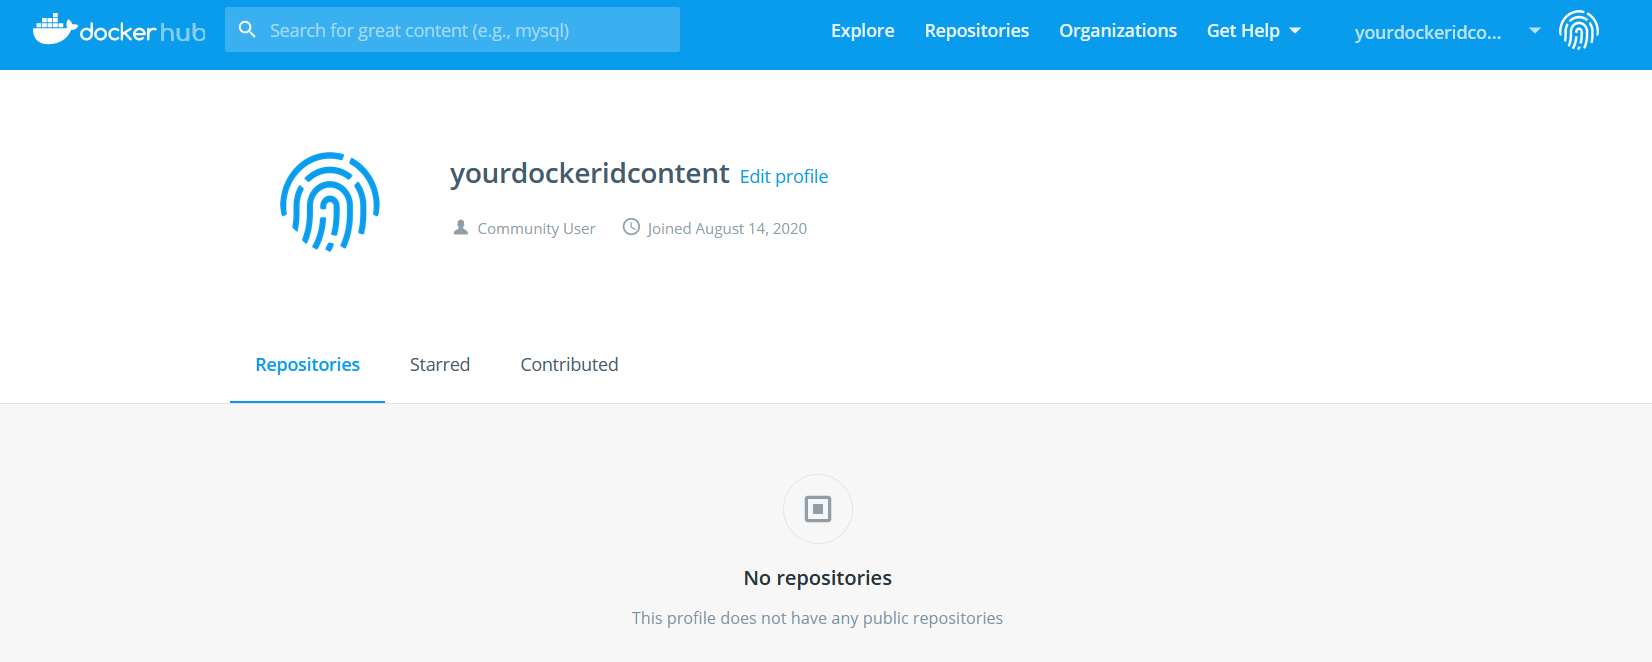 docker hub
Search for great content (e.g., mysql)
Explore
Repositories
Organizations
Get Help
yourdockeridco...
yourdockeridcontent Edit profile
Community User
Joined August 14, 2020
Repositories
Starred
Contributed
No repositories
This profile does not have any public repositories